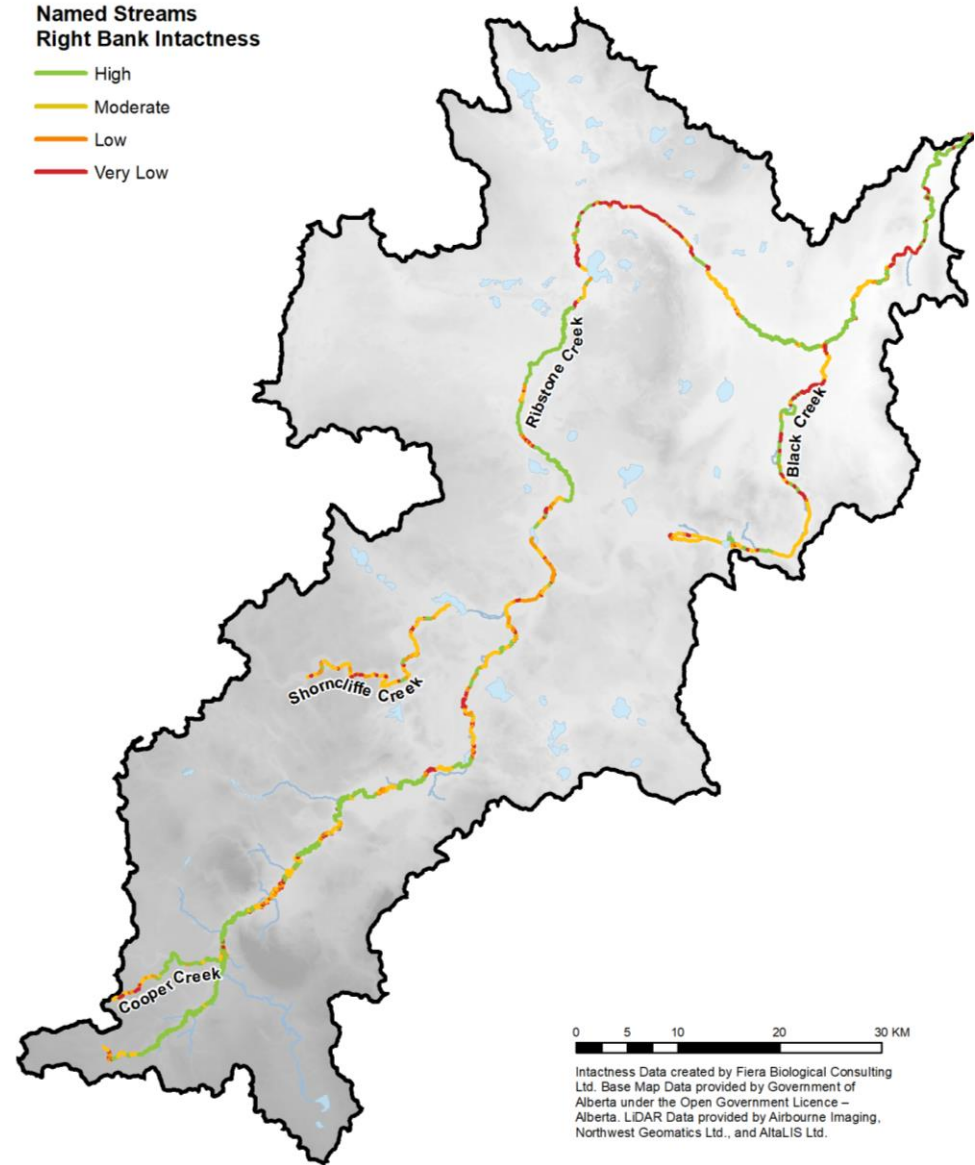 Named Streams
Right Bank Intactness
High
Moderate
Low
Very Low
Ribstone Creek
Black Creek
Shorncliffe Creek
Cooper Creek
0 5 10 20 30 KM
Intactness Data created by Fiera Biological Consulting
Ltd. Base Map Data provided by Government of
Alberta under the Open Government Licence –
Alberta. LiDAR Data provided by Airbourne Imaging,
Northwest Geomatics Ltd., and AltaLIS Ltd.